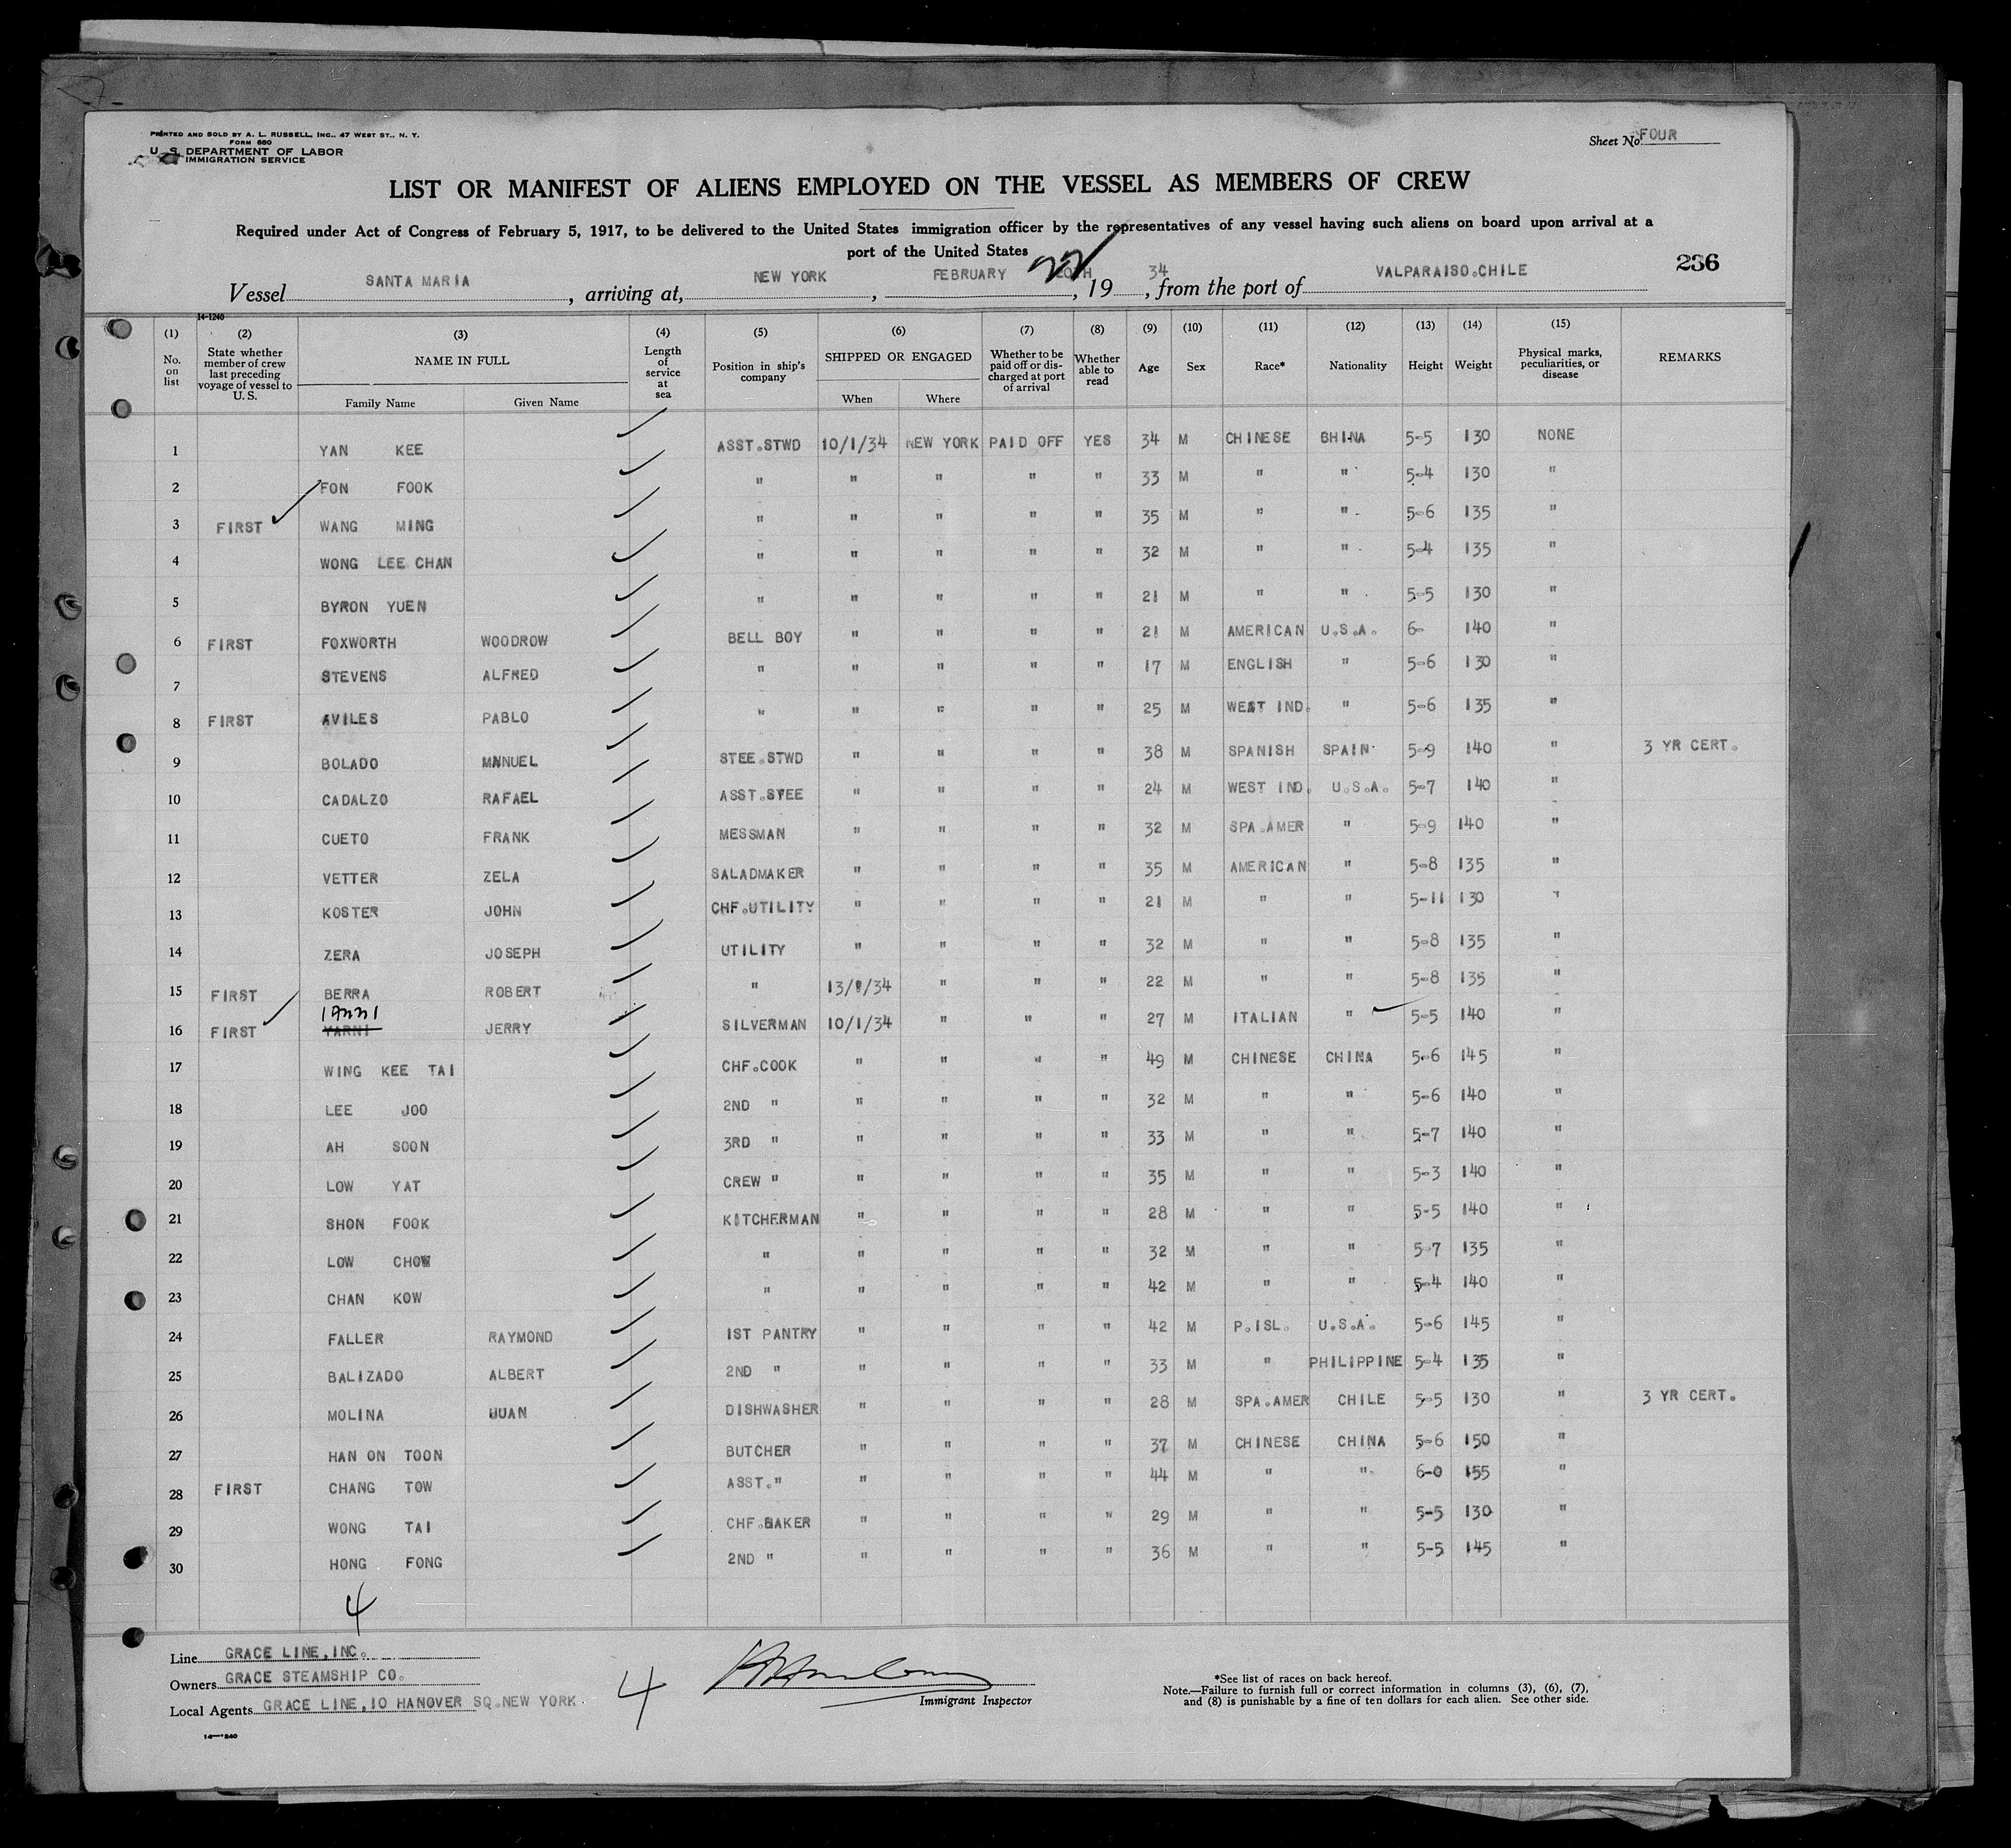 PRINTED AND SOLD BY A. L. RUSSELL, INC., 47 WEST ST., N. Y.
FORM 680
U. S. DEPARTMENT OF LABOR
IMMIGRATION SERVICE
Sheet No. FOUR
LIST OR MANIFEST OF ALIENS EMPLOYED ON THE VESSEL AS MEMBERS OF CREW
Required under Act of Congress of February 5, 1917, to be delivered to the United States immigration officer by the representatives of any vessel having such aliens on board upon arrival at a
port of the United States
236
Vessel SANTA MARIA, arriving at, NEW YORK, FEBRUARY 22, 1934, from the port of VALPARAISO.CHILE
14-1240
(1) (2) (3) (4) (5) (6) (7) (8) (9) (10) (11) (12) (13) (14) (15)
No. on list | State whether member of crew last preceding voyage of vessel to U. S. | NAME IN FULL | Length of service at sea | Position in ship's company | SHIPPED OR ENGAGED | Whether to be paid off or discharged at port of arrival | Whether able to read | Age | Sex | Race* | Nationality | Height | Weight | Physical marks, peculiarities, or disease | REMARKS
Family Name | Given Name | When | Where
1 YAN KEE ASST.STWD 10/1/34 NEW YORK PAID OFF YES 34 M CHINESE BHINA 5-5 130 NONE
2 FON FOOK " " " " " 33 M " " 5-4 130 "
3 FIRST WANG MING " " " " " 35 M " " 5-6 135 "
4 WONG LEE CHAN " " " " " 32 M " " 5-4 135 "
5 BYRON YUEN " " " " " 21 M " " 5-5 130 "
6 FIRST FOXWORTH WOODROW BELL BOY " " " " 21 M AMERICAN U.S.A. 6- 140 "
7 STEVENS ALFRED " " " " " 17 M ENGLISH " 5-6 130 "
8 FIRST AVILES PABLO " " " " " 25 M WEST IND. " 5-6 135 "
9 BOLADO MNNUEL STEE.STWD " " " " 38 M SPANISH SPAIN 5-9 140 " 3 YR CERT.
10 CADALZO RAFAEL ASST.STEE " " " " 24 M WEST IND. U.S.A. 5-7 140 "
11 CUETO FRANK MESSMAN " " " " 32 M SPA.AMER " 5-9 140 "
12 VETTER ZELA SALADMAKER " " " " 35 M AMERICAN " 5-8 135 "
13 KOSTER JOHN CHF.UTILITY " " " " 21 M " " 5-11 130 "
14 ZERA JOSEPH UTILITY " " " " 32 M " " 5-8 135 "
15 FIRST BERRA ROBERT " 13/1/34 " " " 22 M " " 5-8 135 "
16 FIRST YARNI IANNI JERRY SILVERMAN 10/1/34 " " " 27 M ITALIAN " 5-5 140 "
17 WING KEE TAI CHF.COOK " " " " 49 M CHINESE CHINA 5-6 145 "
18 LEE JOO 2ND " " " " " 32 M " " 5-6 140 "
19 AH SOON 3RD " " " " " 33 M " " 5-7 140 "
20 LOW YAT CREW " " " " " 35 M " " 5-3 140 "
21 SHON FOOK KITCHERMAN " " " " 28 M " " 5-5 140 "
22 LOW CHOW " " " " " 32 M " " 5-7 135 "
23 CHAN KOW " " " " " 42 M " " 5-4 140 "
24 FALLER RAYMOND 1ST PANTRY " " " " 42 M P.ISL. U.S.A. 5-6 145 "
25 BALIZADO ALBERT 2ND " " " " " 33 M " PHILIPPINE 5-4 135 "
26 MOLINA UUAN DISHWASHER " " " " 28 M SPA.AMER CHILE 5-5 130 " 3 YR CERT.
27 HAN ON TOON BUTCHER " " " " 37 M CHINESE CHINA 5-6 150 "
28 FIRST CHANG TOW ASST." " " " " 44 M " " 6-0 155 "
29 WONG TAI CHF.BAKER " " " " 29 M " " 5-5 130 "
30 HONG FONG 2ND " " " " " 36 M " " 5-5 145 "
4
Line GRACE LINE,INC.
Owners GRACE STEAMSHIP CO.
Local Agents GRACE LINE,10 HANOVER SQ.NEW YORK
4
Immigrant Inspector
*See list of races on back hereof.
Note.—Failure to furnish full or correct information in columns (3), (6), (7),
and (8) is punishable by a fine of ten dollars for each alien. See other side.
14—1240